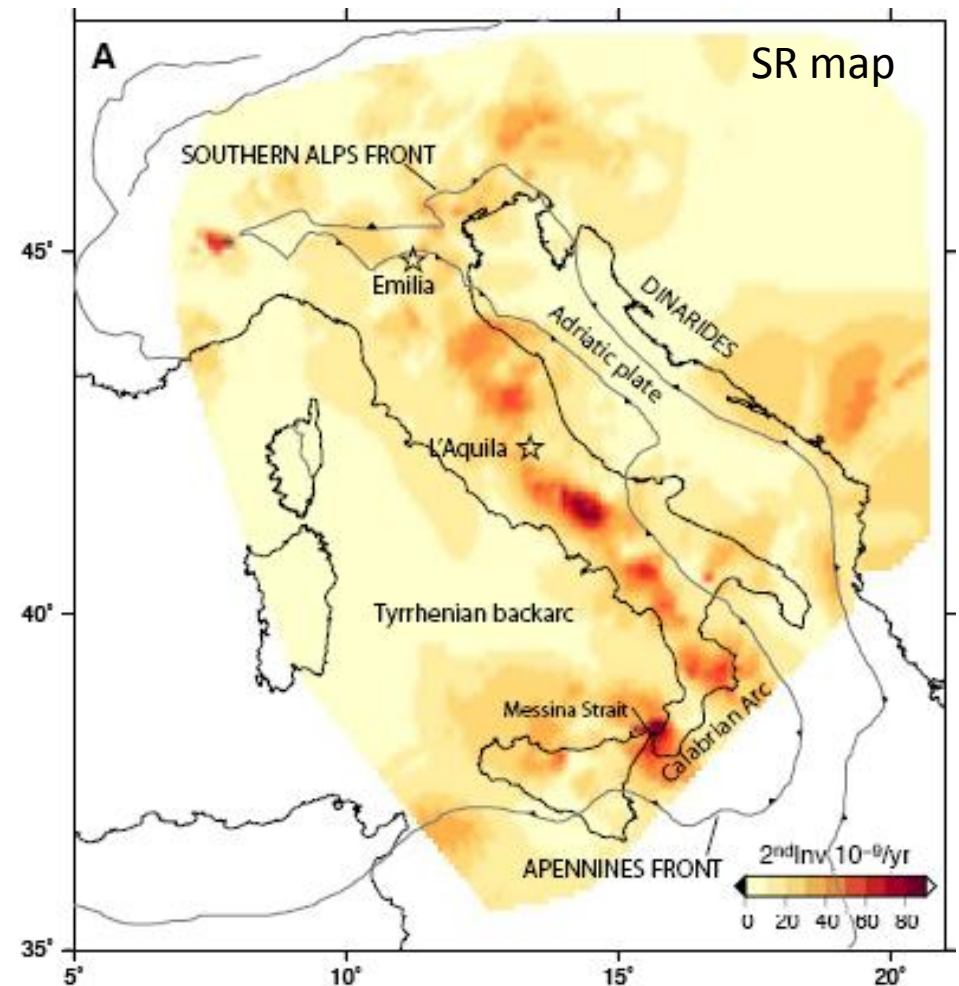 A
SR map
SOUTHERN ALPS FRONT
45°
Emilia
DINARIDES
Adriatic plate
L'Aquila
40°
Tyrrhenian backarc
Messina Strait
Calabrian Arc
2ndInv 10⁻⁹/yr
APENNINES FRONT
0 20 40 60 80
35°
5° 10° 15° 20°